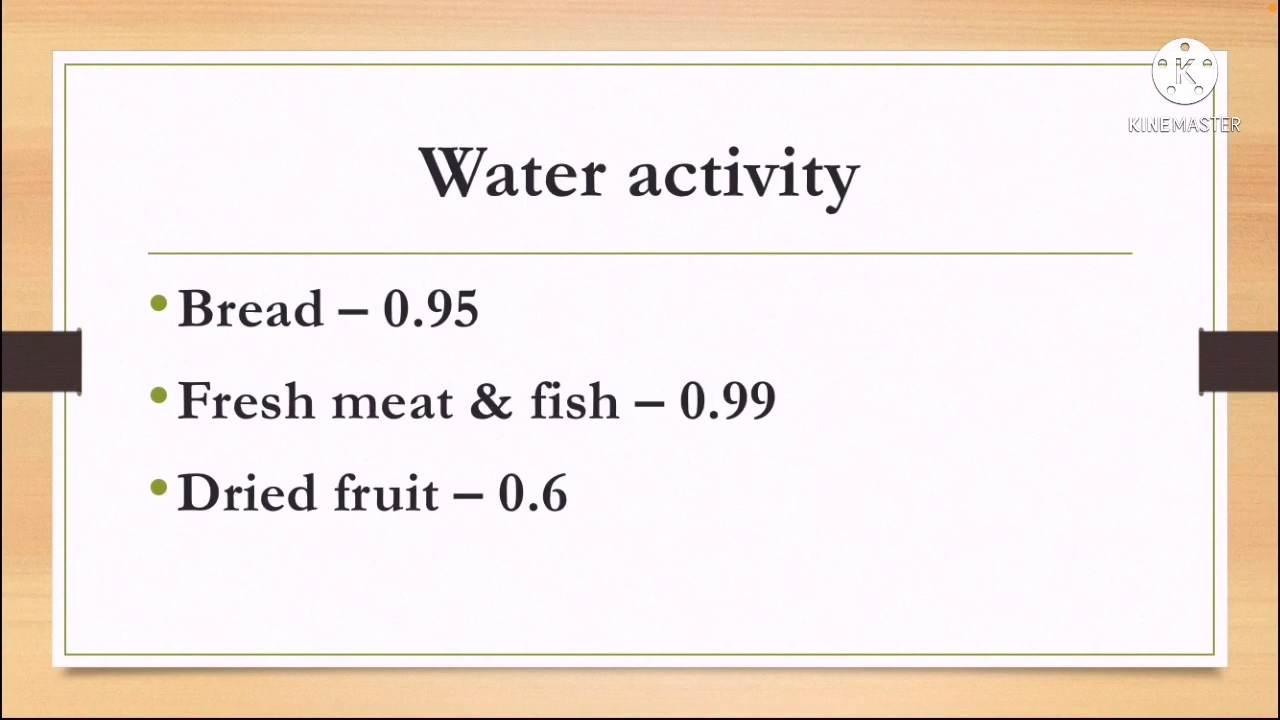 K
KINEMASTER
Water activity
• Bread – 0.95
• Fresh meat & fish – 0.99
• Dried fruit – 0.6